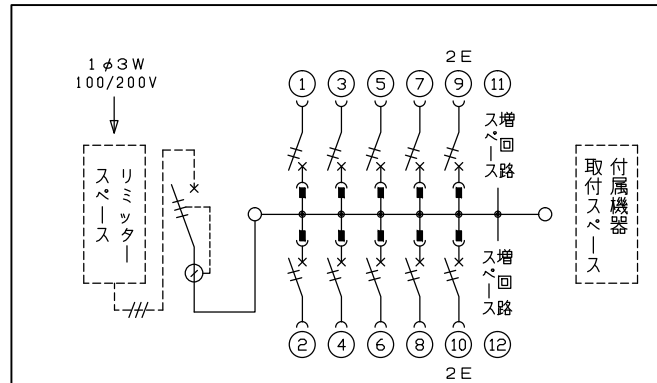 1φ3W
100/200V
リミッター
スペース
2E
① ③ ⑤ ⑦ ⑨ ⑪
増回路
スペース
増回路
スペース
② ④ ⑥ ⑧ ⑩ ⑫
2E
付属機器
取付スペース